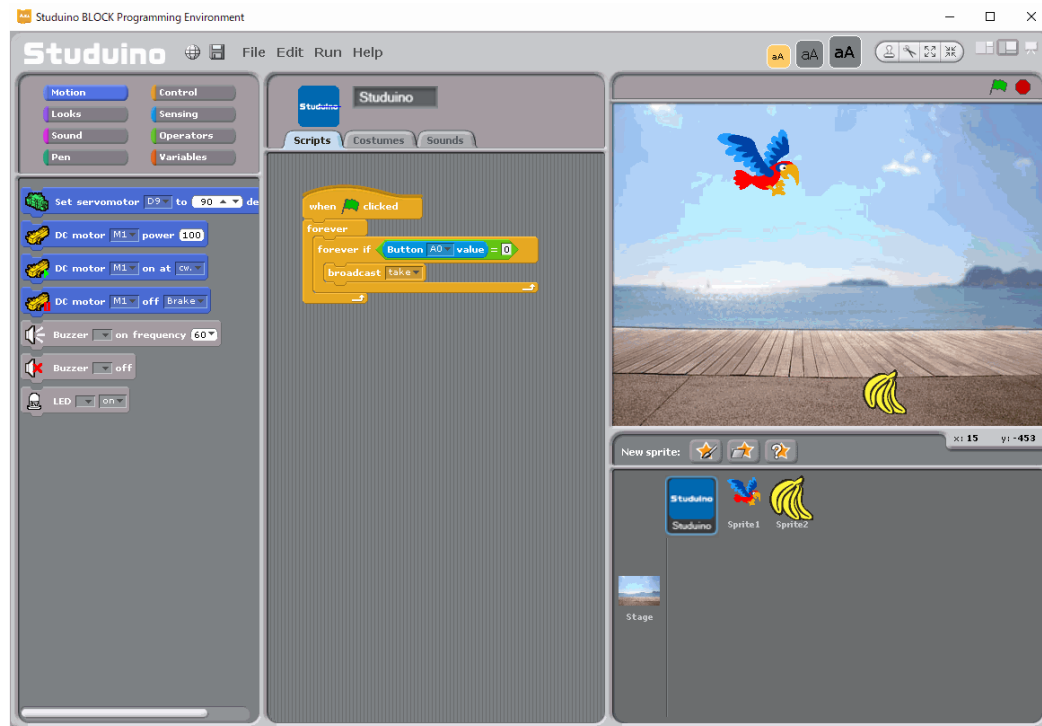 Studuino BLOCK Programming Environment
Studuino File Edit Run Help aA aA aA
Motion Control
Looks Sensing
Sound Operators
Pen Variables
Set servomotor D9 to 90 de
DC motor M1 power 100
DC motor M1 on at cw.
DC motor M1 off Brake
Buzzer on frequency 60
Buzzer off
LED on
Studuino Studuino
Scripts Costumes Sounds
when clicked
forever
forever if Button A0 value = 0
broadcast take
x: 15 y: -453
New sprite:
Studuino
Studuino Sprite1 Sprite2
Stage